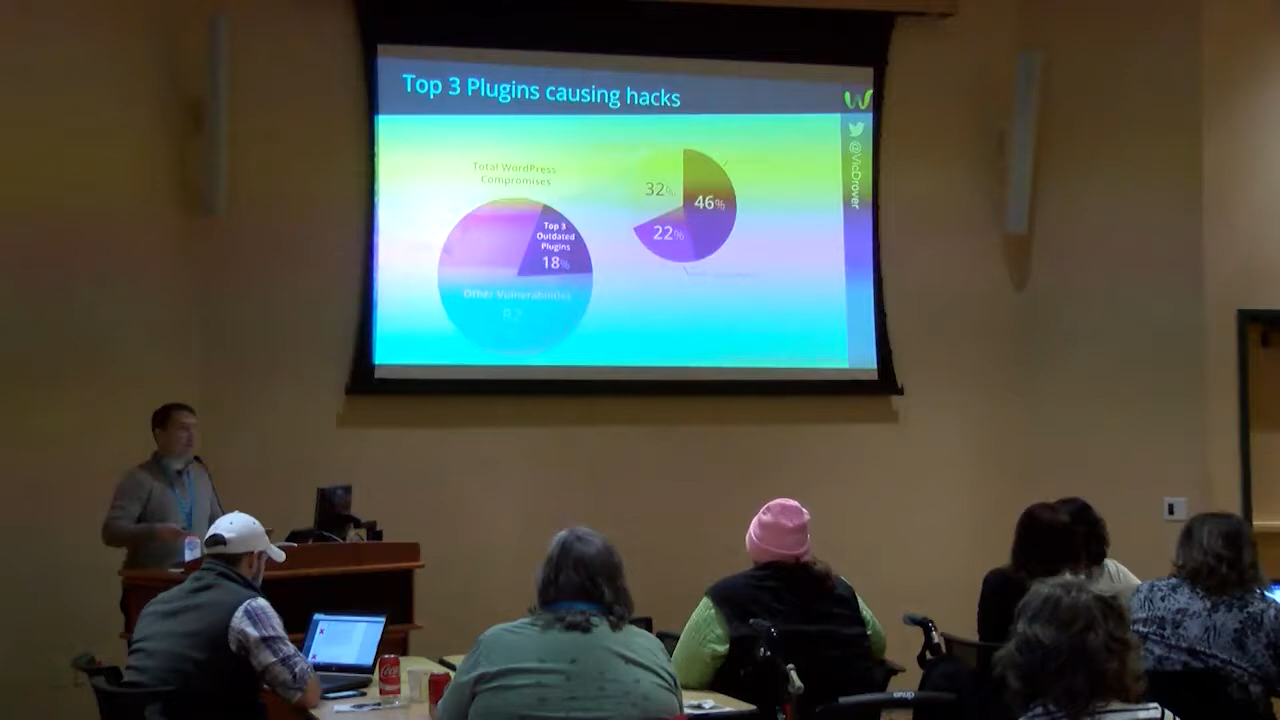 Top 3 Plugins causing hacks
@VicDrover
Total WordPress
Compromises
Top 3
Outdated
Plugins
18%
Other Vulnerabilities
82
32%
46%
22%